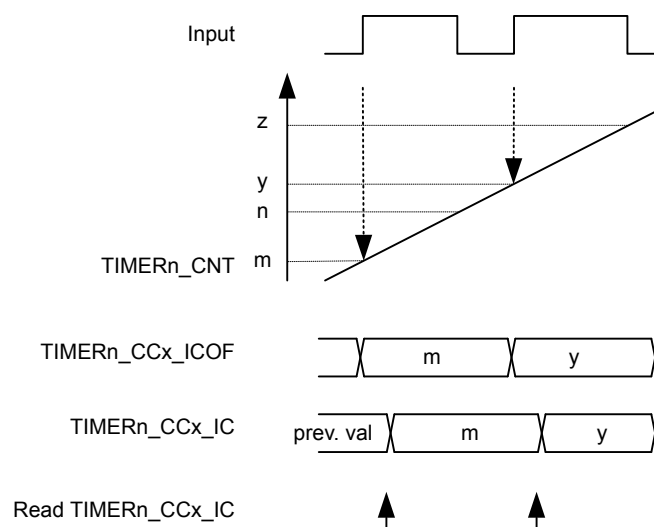 Input
z
y
n
m
TIMERn_CNT
TIMERn_CCx_ICOF
m
y
TIMERn_CCx_IC
prev. val
m
y
Read TIMERn_CCx_IC